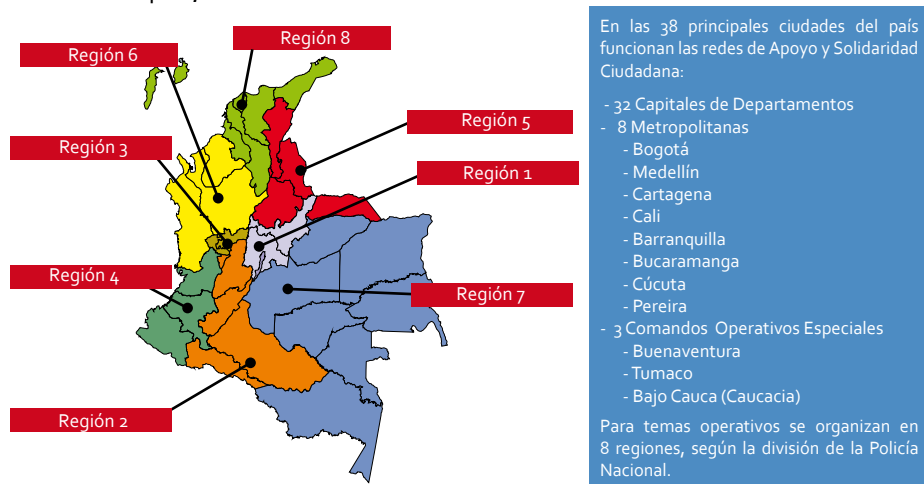 Región 8
Región 6
Región 5
Región 3
Región 1
Región 4
Región 7
Región 2
En las 38 principales ciudades del país
funcionan las redes de Apoyo y Solidaridad
Ciudadana:
- 32 Capitales de Departamentos
- 8 Metropolitanas
- Bogotá
- Medellín
- Cartagena
- Cali
- Barranquilla
- Bucaramanga
- Cúcuta
- Pereira
- 3 Comandos Operativos Especiales
- Buenaventura
- Tumaco
- Bajo Cauca (Caucacia)
Para temas operativos se organizan en
8 regiones, según la división de la Policía
Nacional.